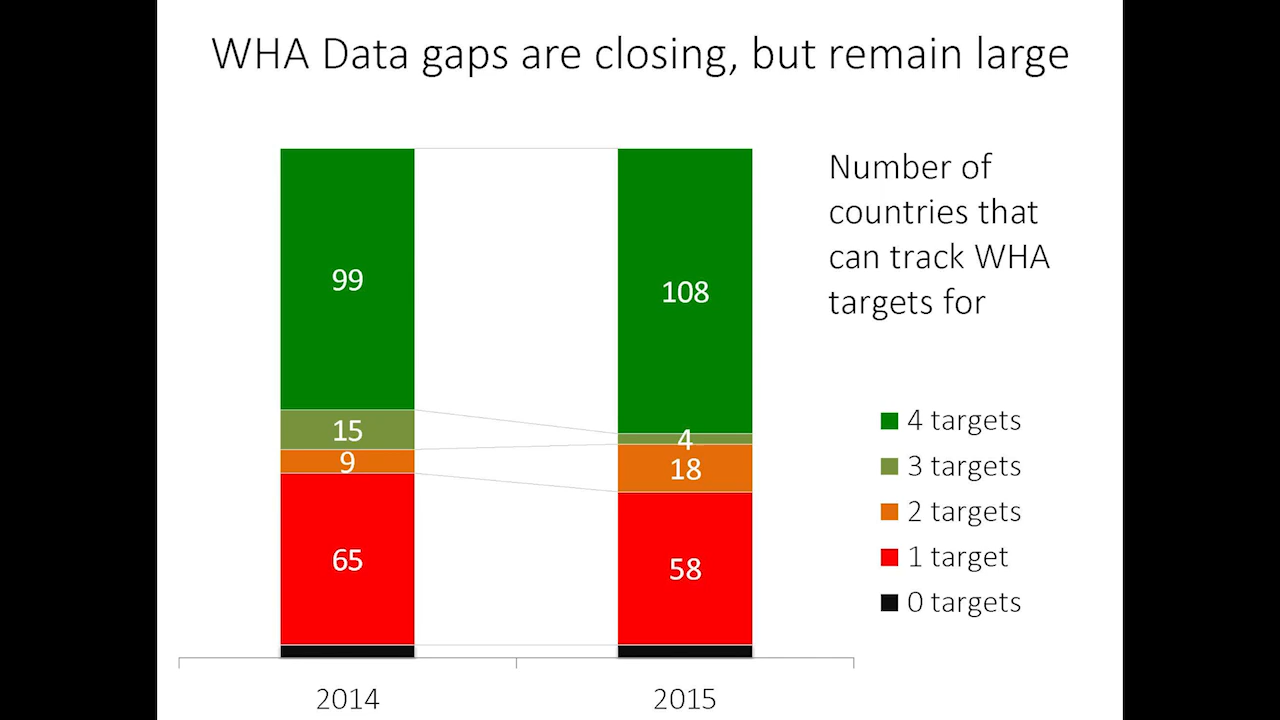 WHA Data gaps are closing, but remain large
Number of
countries that
can track WHA
targets for
99
15
9
65
108
4
18
58
4 targets
3 targets
2 targets
1 target
0 targets
2014
2015